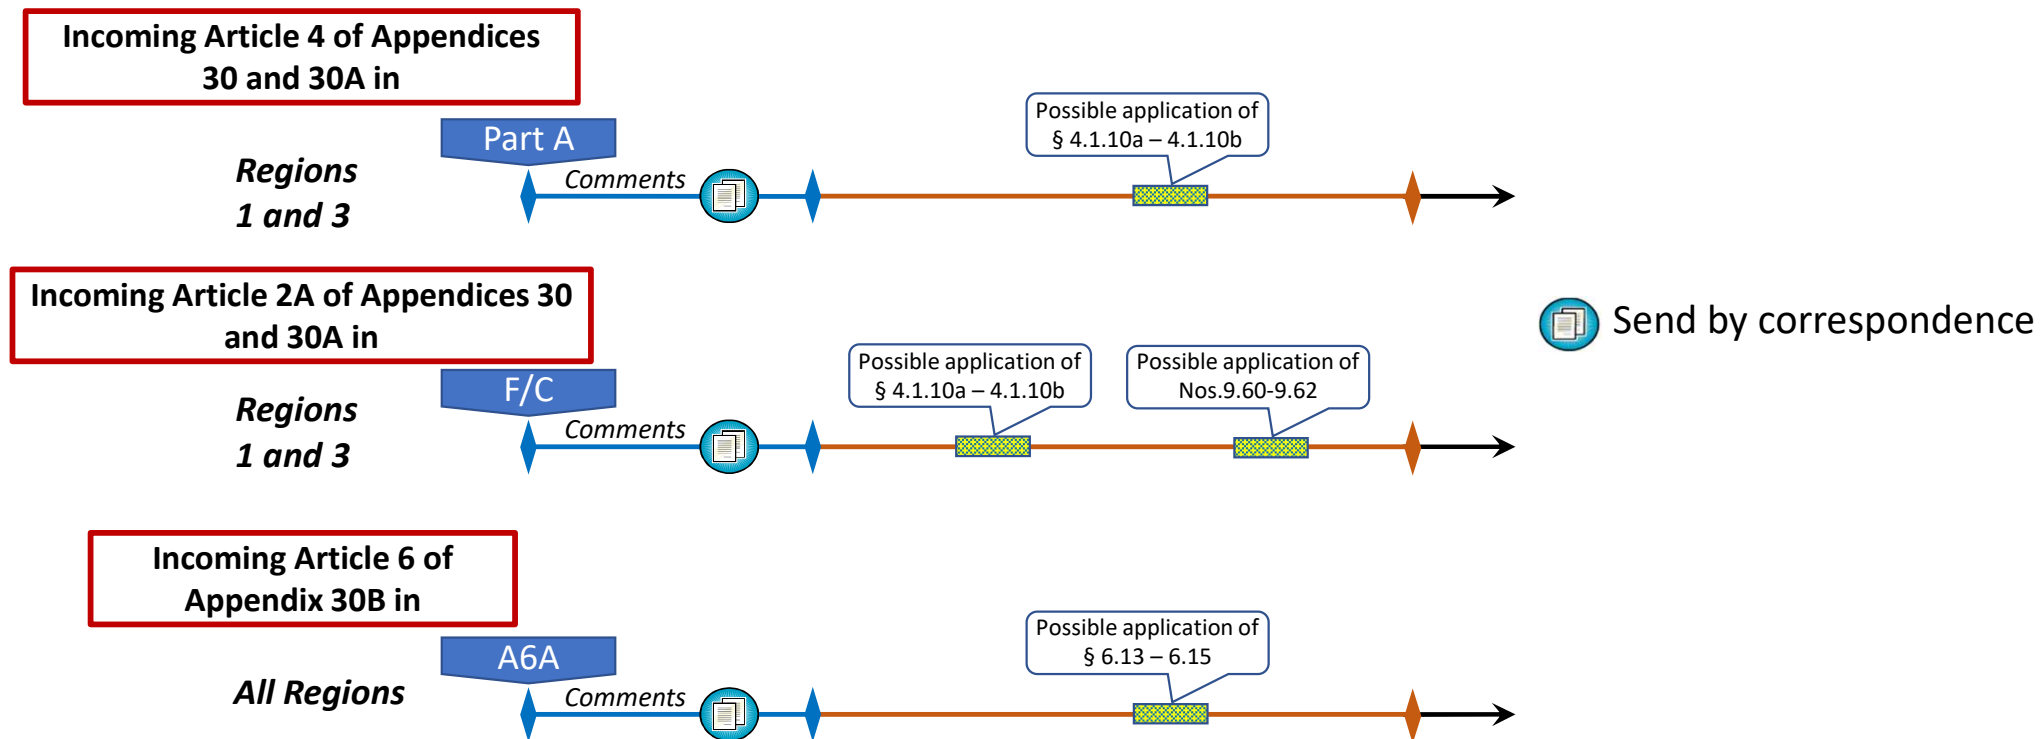 Incoming Article 4 of Appendices
30 and 30A in
Part A
Possible application of
§ 4.1.10a – 4.1.10b
Regions
1 and 3
Comments
Incoming Article 2A of Appendices 30
and 30A in
Send by correspondence
F/C
Possible application of
§ 4.1.10a – 4.1.10b
Possible application of
Nos.9.60-9.62
Regions
1 and 3
Comments
Incoming Article 6 of
Appendix 30B in
A6A
Possible application of
§ 6.13 – 6.15
All Regions
Comments